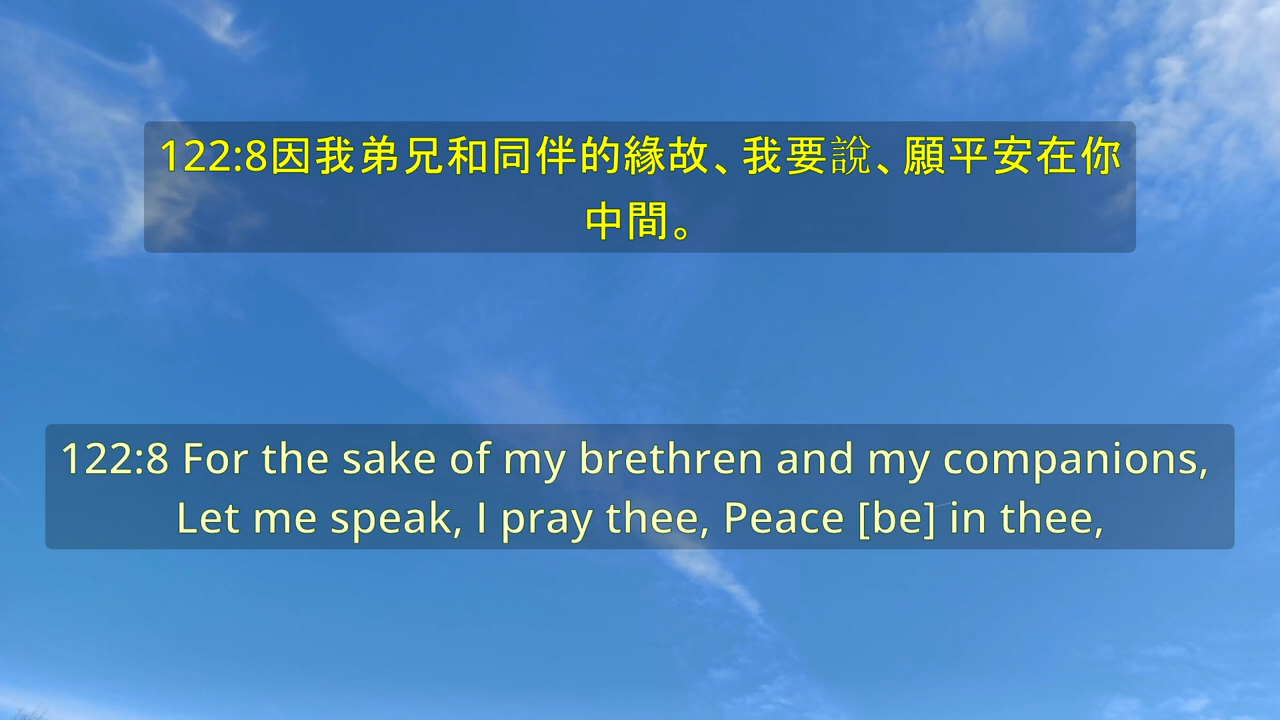 122:8因我弟兄和同伴的緣故、我要說、願平安在你
中間。
122:8 For the sake of my brethren and my companions,
Let me speak, I pray thee, Peace [be] in thee,